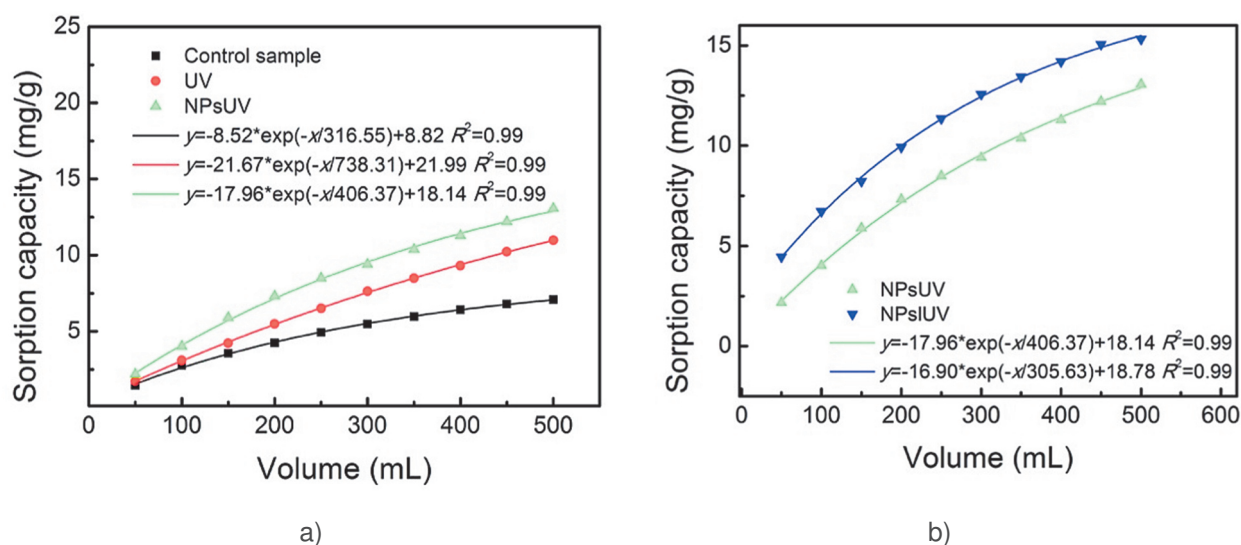 25
20
15
10
5
0
100
200
300
400
500
Sorption capacity (mg/g)
Volume (mL)
Control sample
UV
NPsUV
y=-8.52*exp(-x/316.55)+8.82 R²=0.99
y=-21.67*exp(-x/738.31)+21.99 R²=0.99
y=-17.96*exp(-x/406.37)+18.14 R²=0.99
a)
15
10
5
0
0
100
200
300
400
500
600
Sorption capacity (mg/g)
Volume (mL)
NPsUV
NPsIUV
y=-17.96*exp(-x/406.37)+18.14 R²=0.99
y=-16.90*exp(-x/305.63)+18.78 R²=0.99
b)